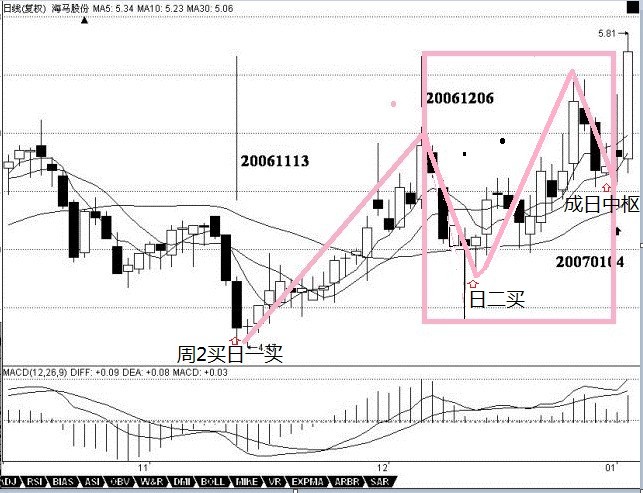 日线(复权) 海马股份 MA5: 5.34 MA10: 5.23 MA30: 5.06
5.81
20061206
20061113
成日中枢
20070104
日二买
周2买日一买
MACD(12,26,9) DIFF: +0.09 DEA: +0.08 MACD: +0.03
11 12 01
DJ RSI BIAS ASI OBV W&R DMI BOLL MIKE VR EXPMA ARBR SAR